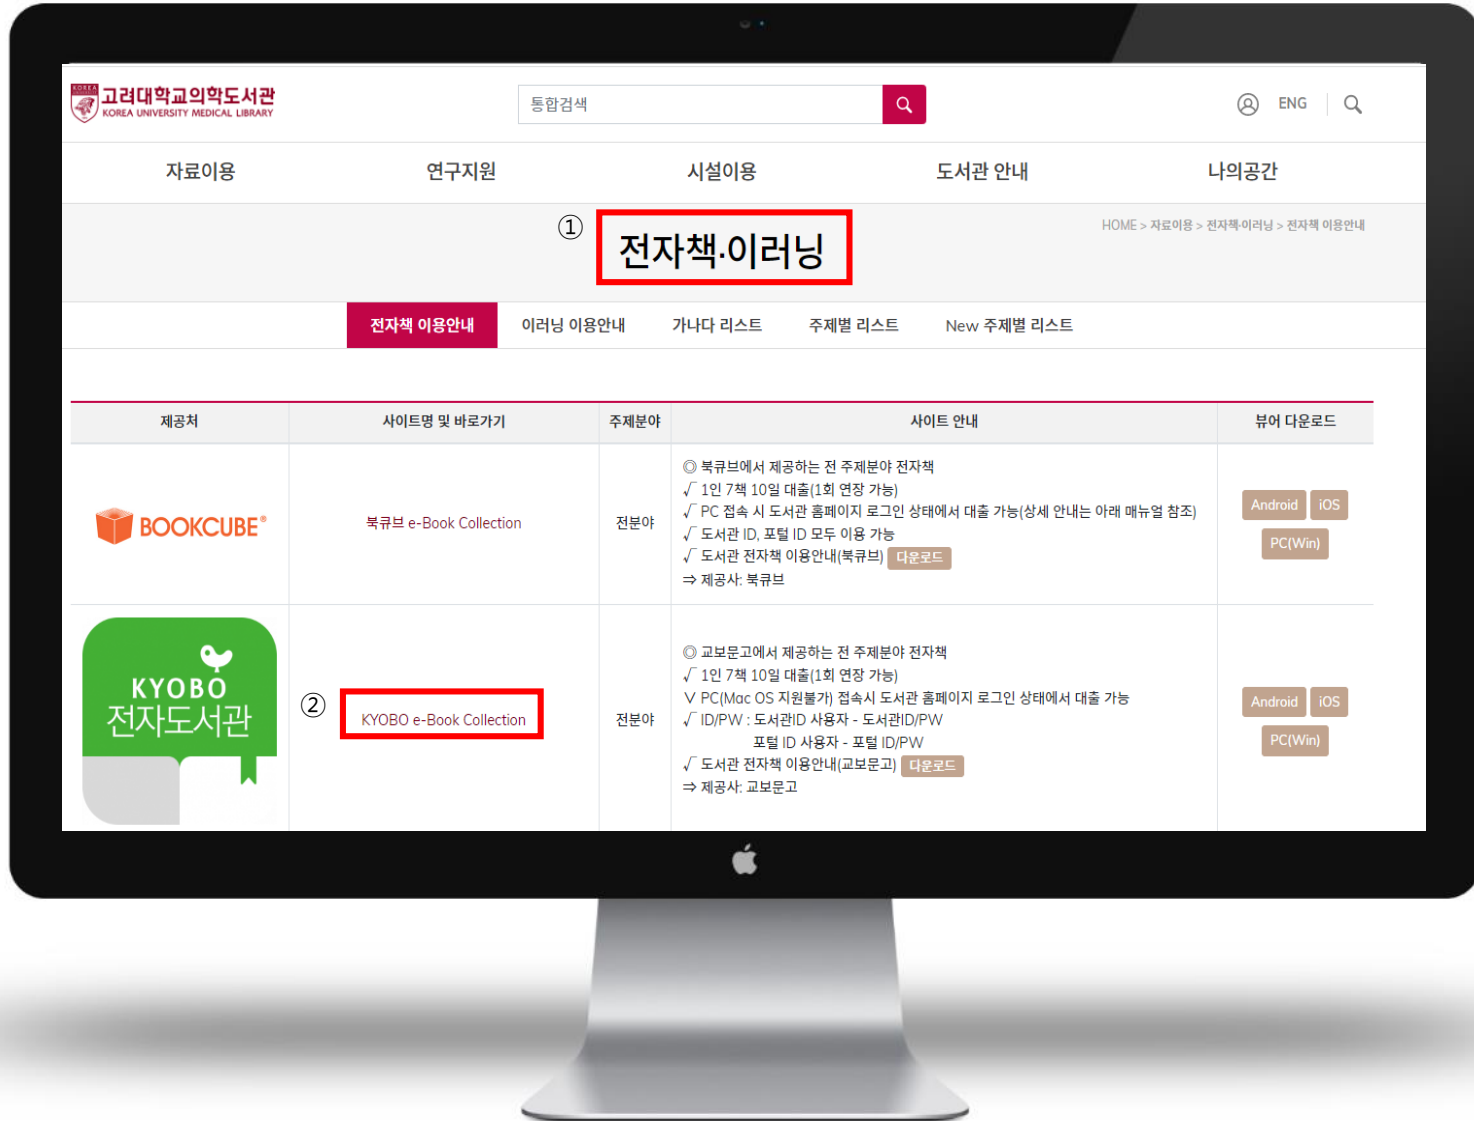 KOREA
고려대학교의학도서관
KOREA UNIVERSITY MEDICAL LIBRARY
통합검색
ENG
자료이용 연구지원 시설이용 도서관 안내 나의공간
① 전자책·이러닝
HOME > 자료이용 > 전자책·이러닝 > 전자책 이용안내
전자책 이용안내 이러닝 이용안내 가나다 리스트 주제별 리스트 New 주제별 리스트
제공처 사이트명 및 바로가기 주제분야 사이트 안내 뷰어 다운로드
BOOKCUBE®
북큐브 e-Book Collection
전분야
◎ 북큐브에서 제공하는 전 주제분야 전자책
√ 1인 7책 10일 대출(1회 연장 가능)
√ PC 접속 시 도서관 홈페이지 로그인 상태에서 대출 가능(상세 안내는 아래 매뉴얼 참조)
√ 도서관 ID, 포털 ID 모두 이용 가능
√ 도서관 전자책 이용안내(북큐브) 다운로드
⇒ 제공사: 북큐브
Android iOS
PC(Win)
KYOBO
전자도서관
② KYOBO e-Book Collection
전분야
◎ 교보문고에서 제공하는 전 주제분야 전자책
√ 1인 7책 10일 대출(1회 연장 가능)
V PC(Mac OS 지원불가) 접속시 도서관 홈페이지 로그인 상태에서 대출 가능
√ ID/PW : 도서관ID 사용자 - 도서관ID/PW
포털 ID 사용자 - 포털 ID/PW
√ 도서관 전자책 이용안내(교보문고) 다운로드
⇒ 제공사: 교보문고
Android iOS
PC(Win)